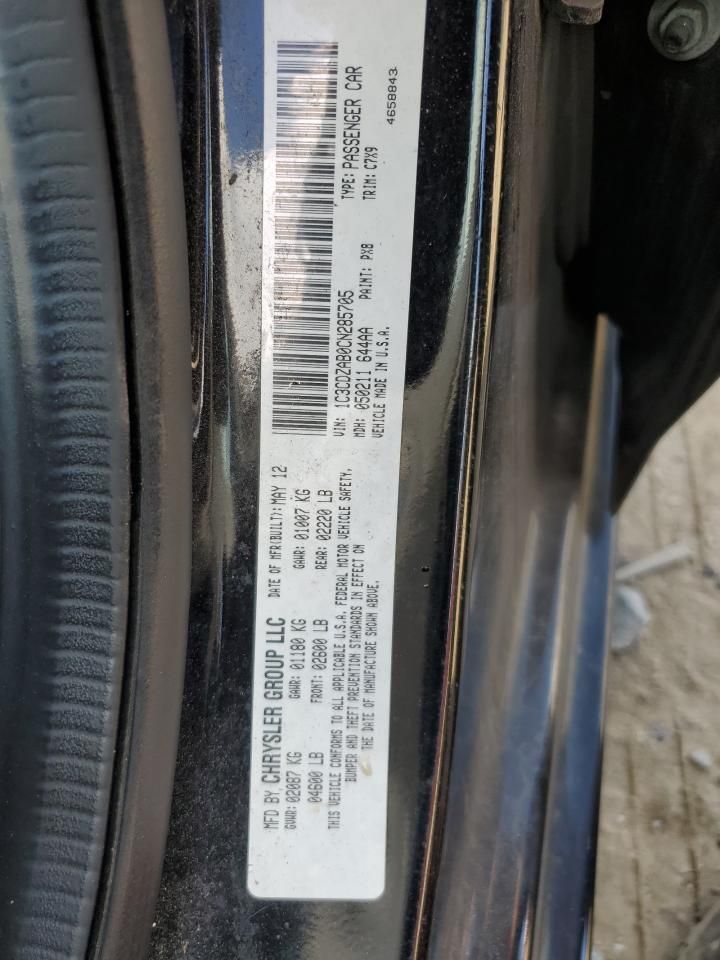 MFD BY CHRYSLER GROUP LLC DATE OF MFR(BUILT): MAY 12
GVWR: 02087 KG GAWR: 01180 KG GAWR: 01007 KG
04600 LB FRONT: 02600 LB REAR: 02220 LB
THIS VEHICLE CONFORMS TO ALL APPLICABLE U.S.A. FEDERAL MOTOR VEHICLE SAFETY,
BUMPER AND THEFT PREVENTION STANDARDS IN EFFECT ON
THE DATE OF MANUFACTURE SHOWN ABOVE.
VIN: 1C3CDZAB0CN285705 TYPE: PASSENGER CAR
MDH: 050211 644AA PAINT: PX8 TRIM: C7X9
VEHICLE MADE IN U.S.A. 4658843